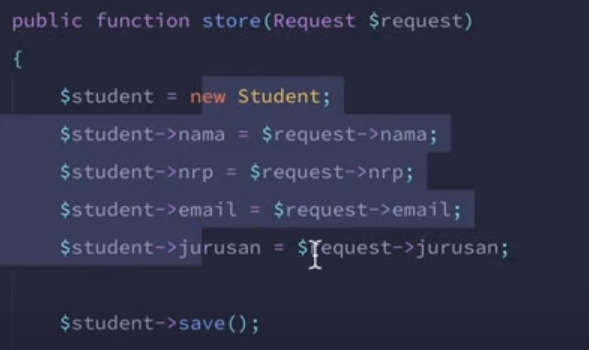 public function store(Request $request)
{
$student = new Student;
$student->nama = $request->nama;
$student->nrp = $request->nrp;
$student->email = $request->email;
$student->jurusan = $request->jurusan;
$student->save();